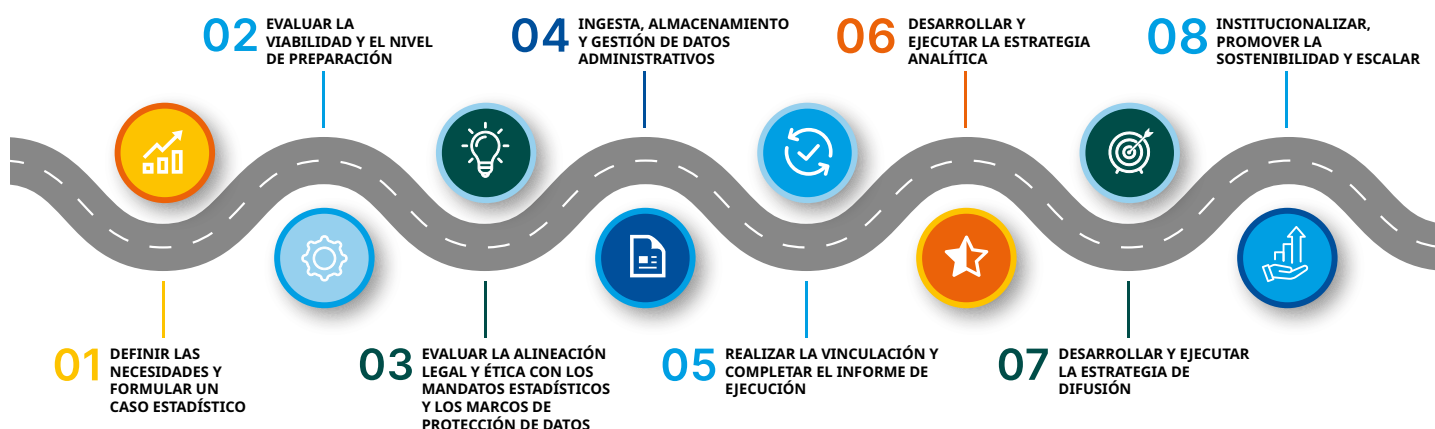 01
DEFINIR LAS
NECESIDADES Y
FORMULAR UN
CASO ESTADÍSTICO
02
EVALUAR LA
VIABILIDAD Y EL NIVEL
DE PREPARACIÓN
03
EVALUAR LA ALINEACIÓN
LEGAL Y ÉTICA CON LOS
MANDATOS ESTADÍSTICOS
Y LOS MARCOS DE
PROTECCIÓN DE DATOS
04
INGESTA, ALMACENAMIENTO
Y GESTIÓN DE DATOS
ADMINISTRATIVOS
05
REALIZAR LA VINCULACIÓN Y
COMPLETAR EL INFORME DE
EJECUCIÓN
06
DESARROLLAR Y
EJECUTAR LA ESTRATEGIA
ANALÍTICA
07
DESARROLLAR Y EJECUTAR
LA ESTRATEGIA DE
DIFUSIÓN
08
INSTITUCIONALIZAR,
PROMOVER LA
SOSTENIBILIDAD Y ESCALAR